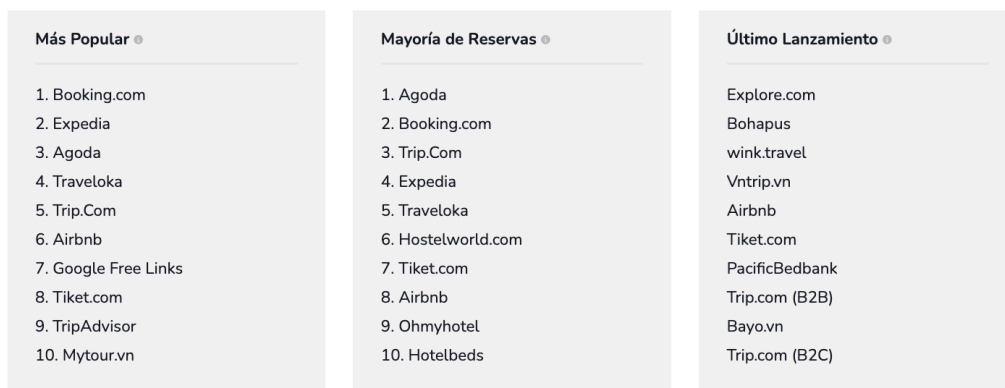 Más Popular
1. Booking.com
2. Expedia
3. Agoda
4. Traveloka
5. Trip.Com
6. Airbnb
7. Google Free Links
8. Tiket.com
9. TripAdvisor
10. Mytour.vn
Mayoría de Reservas
1. Agoda
2. Booking.com
3. Trip.Com
4. Expedia
5. Traveloka
6. Hostelworld.com
7. Tiket.com
8. Airbnb
9. Ohmyhotel
10. Hotelbeds
Último Lanzamiento
Explore.com
Bohapus
wink.travel
Vntrip.vn
Airbnb
Tiket.com
PacificBedbank
Trip.com (B2B)
Bayo.vn
Trip.com (B2C)